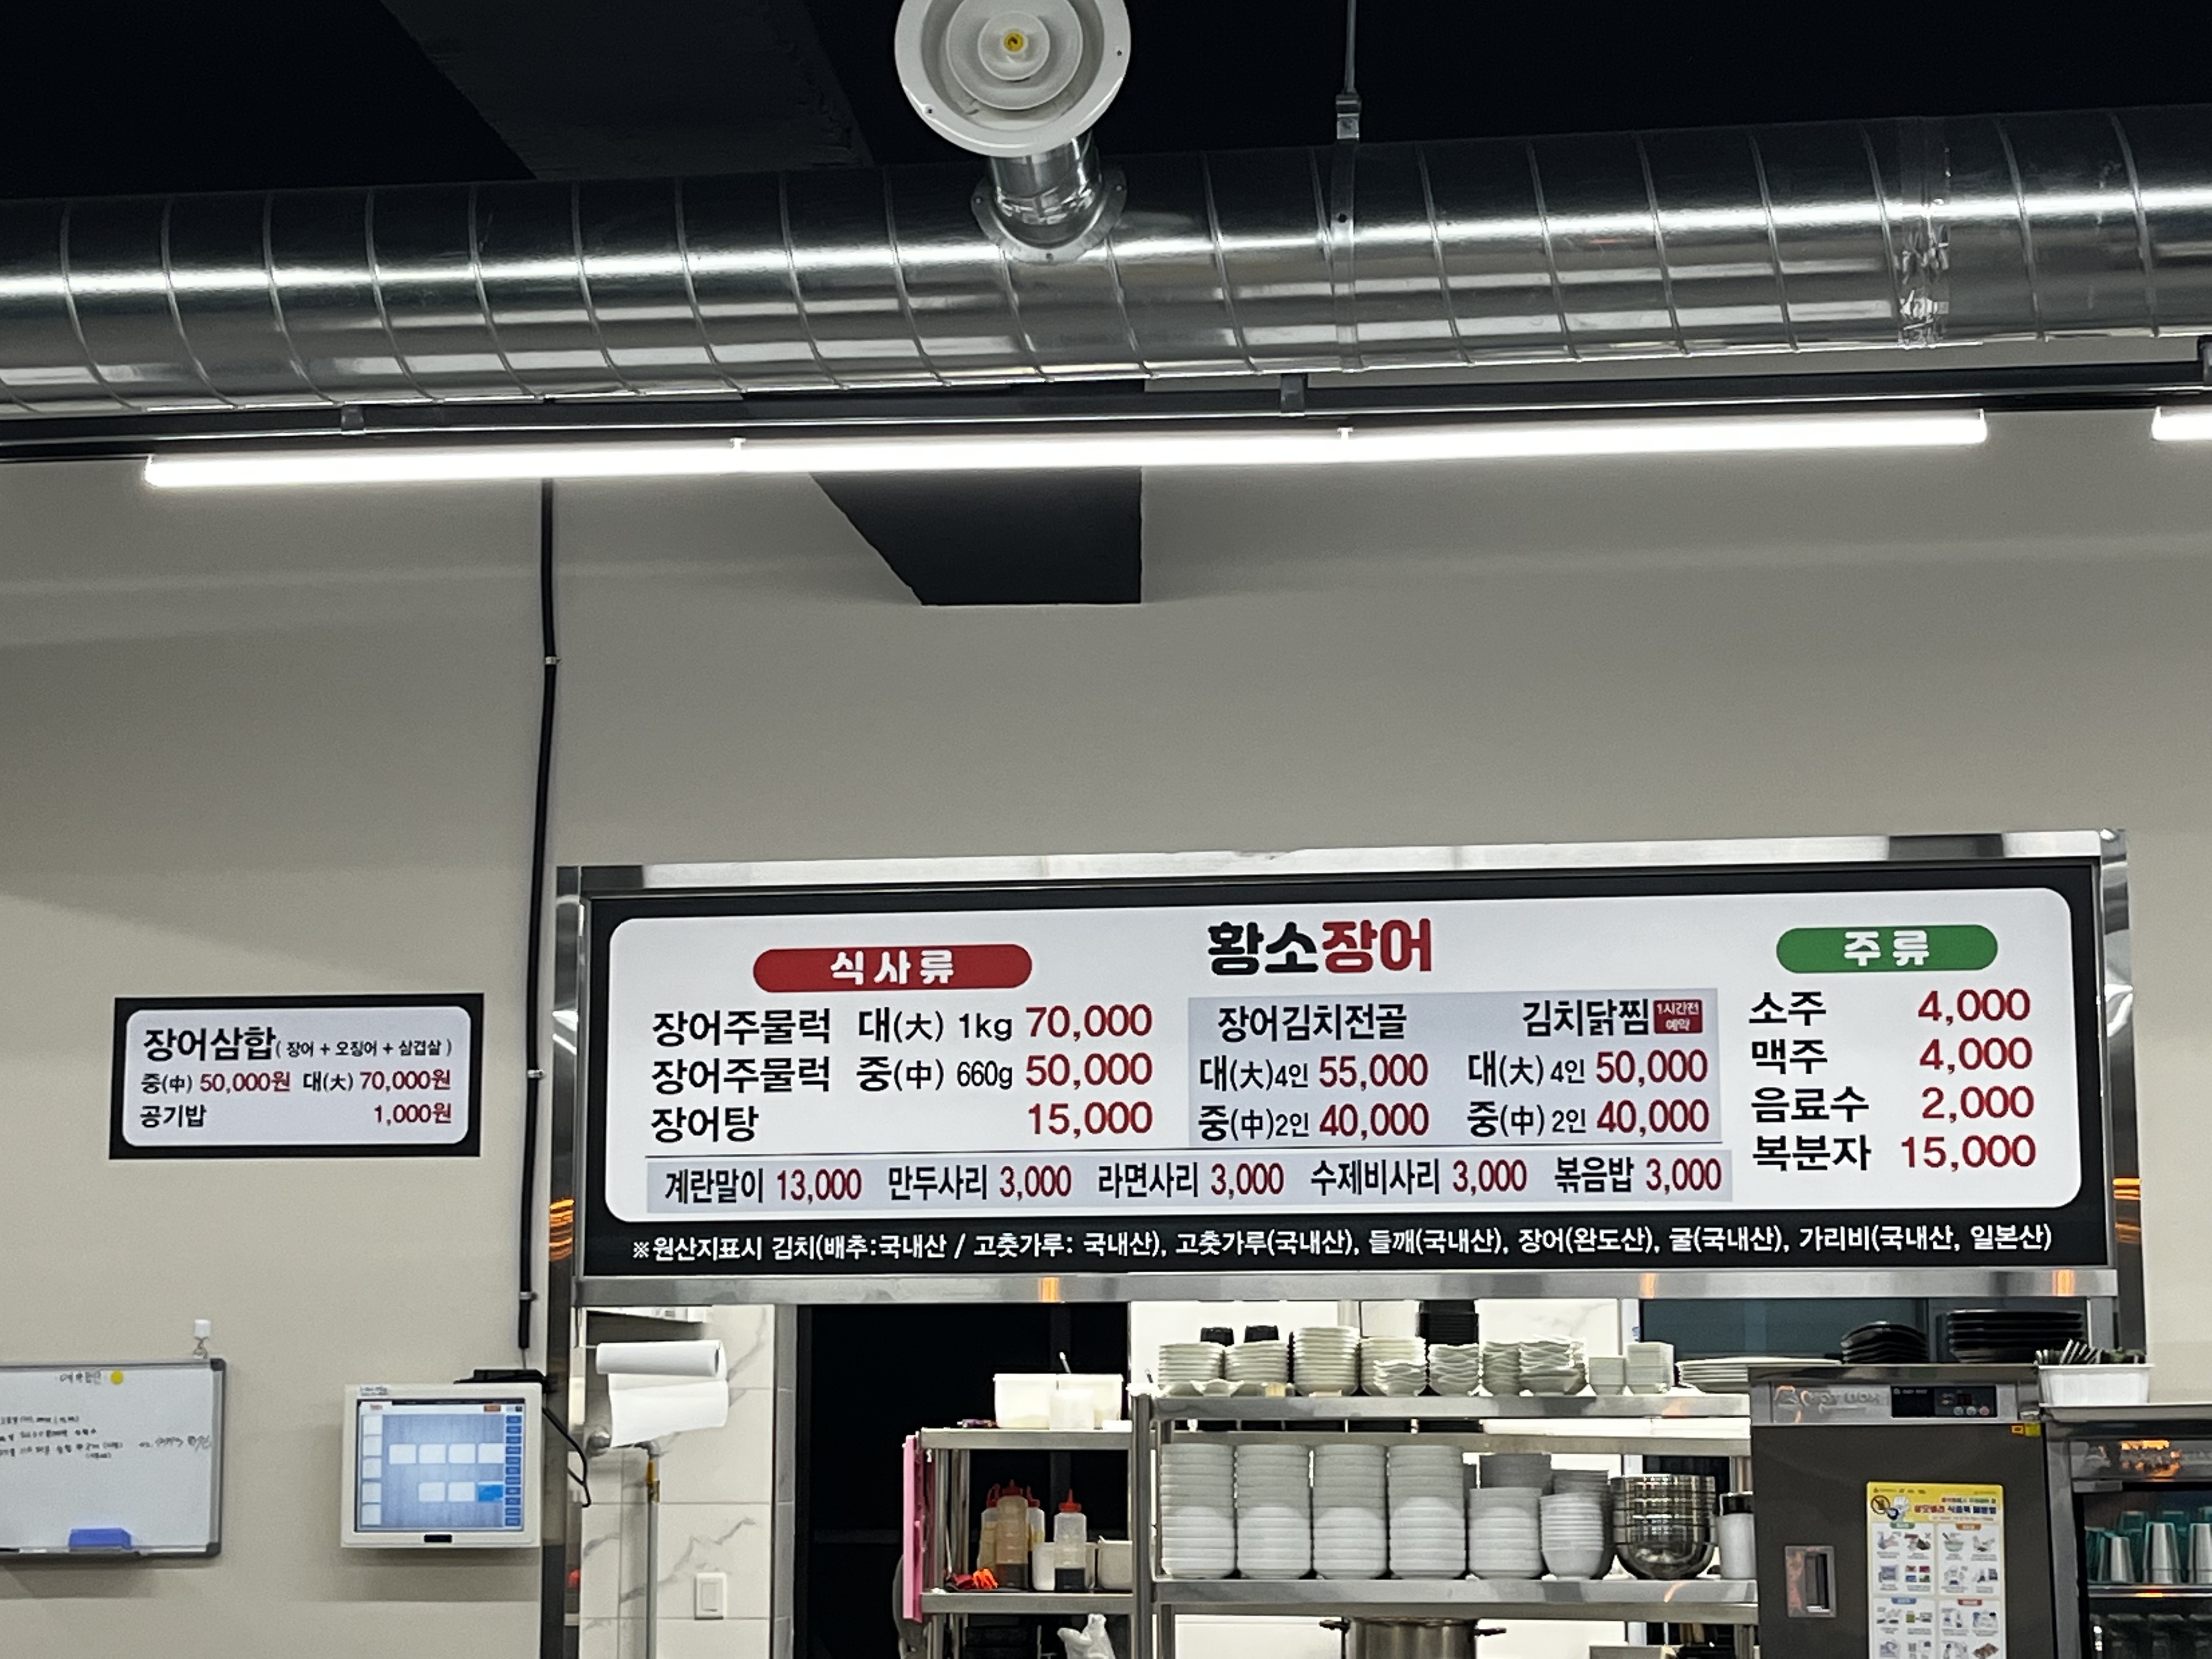 장어삼합( 장어 + 오징어 + 삼겹살 )
중(中) 50,000원 대(大) 70,000원
공기밥 1,000원
황소장어
식사류
장어주물럭 대(大) 1kg 70,000
장어주물럭 중(中) 660g 50,000
장어탕 15,000
장어김치전골
대(大)4인 55,000
중(中)2인 40,000
김치닭찜 1시간전 예약
대(大) 4인 50,000
중(中) 2인 40,000
계란말이 13,000 만두사리 3,000 라면사리 3,000 수제비사리 3,000 볶음밥 3,000
주류
소주 4,000
맥주 4,000
음료수 2,000
복분자 15,000
※원산지표시 김치(배추:국내산 / 고춧가루: 국내산), 고춧가루(국내산), 들깨(국내산), 장어(완도산), 굴(국내산), 가리비(국내산, 일본산)